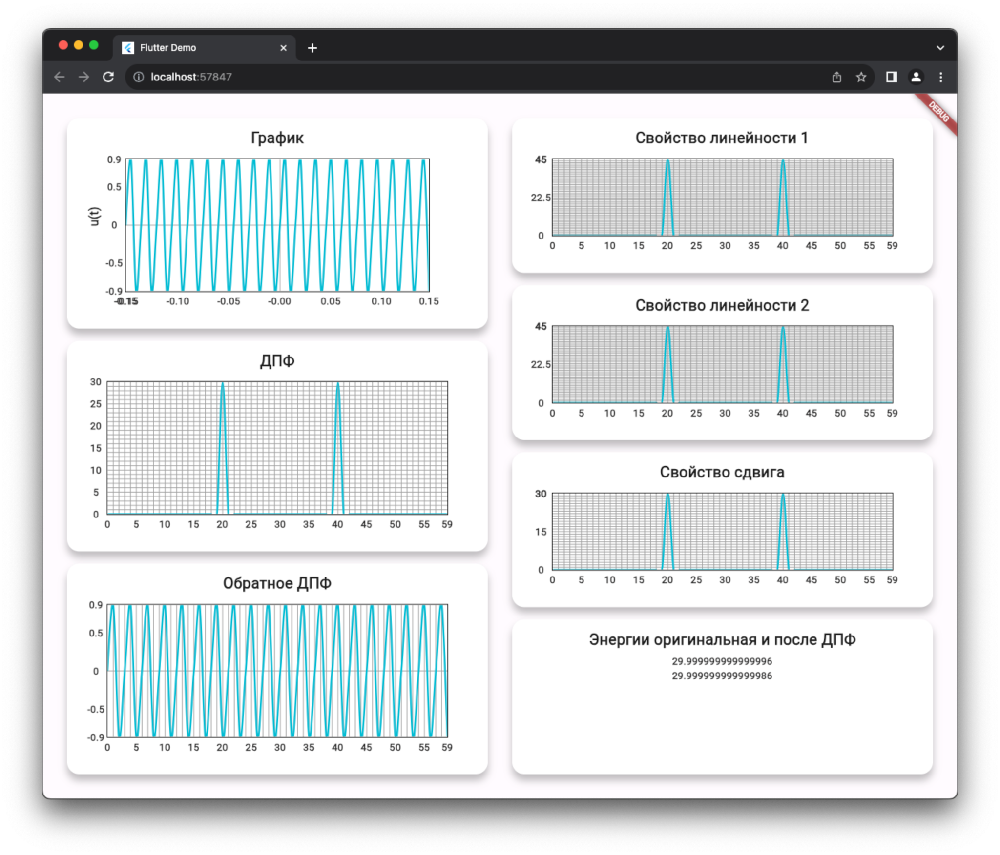 Flutter Demo
localhost:57847
DEBUG
График
0.9
0.5
u(t)
0
-0.5
-0.9
-0.15 -0.10 -0.05 -0.00 0.05 0.10 0.15
ДПФ
30
25
20
15
10
5
0
0 5 10 15 20 25 30 35 40 45 50 55 59
Обратное ДПФ
0.9
0.5
0
-0.5
-0.9
0 5 10 15 20 25 30 35 40 45 50 55 59
Свойство линейности 1
45
22.5
0
0 5 10 15 20 25 30 35 40 45 50 55 59
Свойство линейности 2
45
22.5
0
0 5 10 15 20 25 30 35 40 45 50 55 59
Свойство сдвига
30
15
0
0 5 10 15 20 25 30 35 40 45 50 55 59
Энергии оригинальная и после ДПФ
29.999999999999996
29.999999999999986